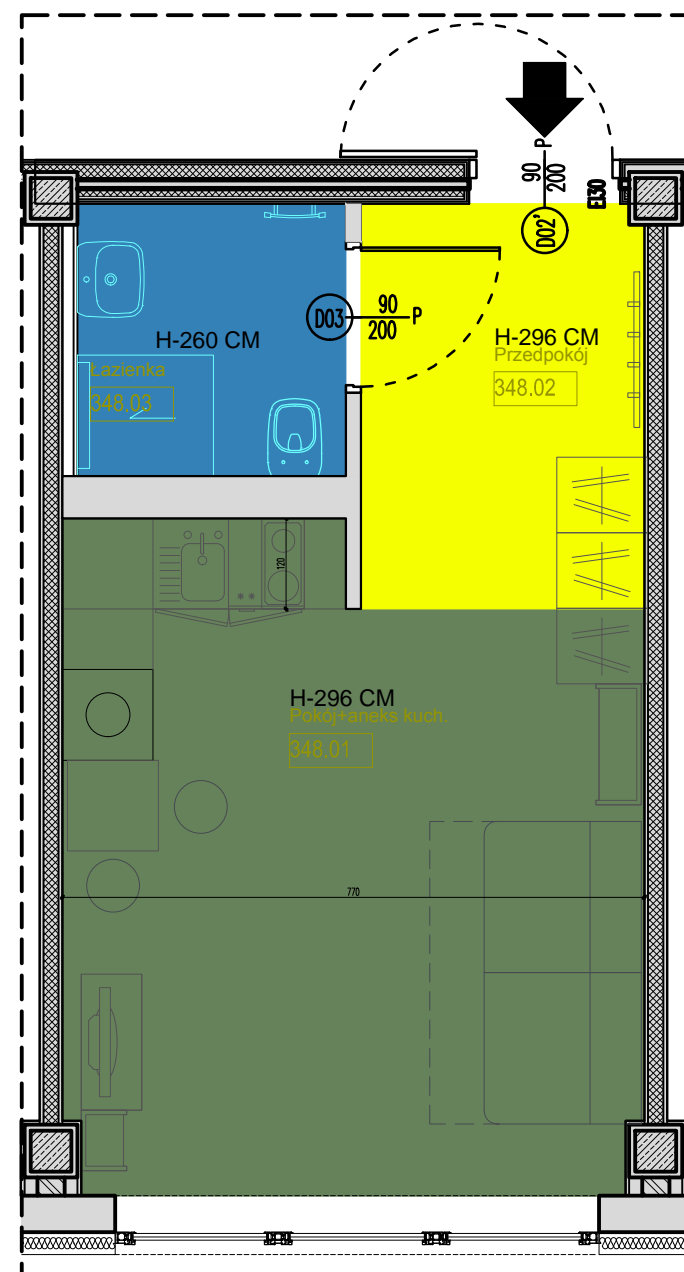 P
90
200
D02'
EI30
D03
90
200
P
H-260 CM
Łazienka
348.03
H-296 CM
Przedpokój
348.02
120
H-296 CM
Pokój+aneks kuch.
348.01
770